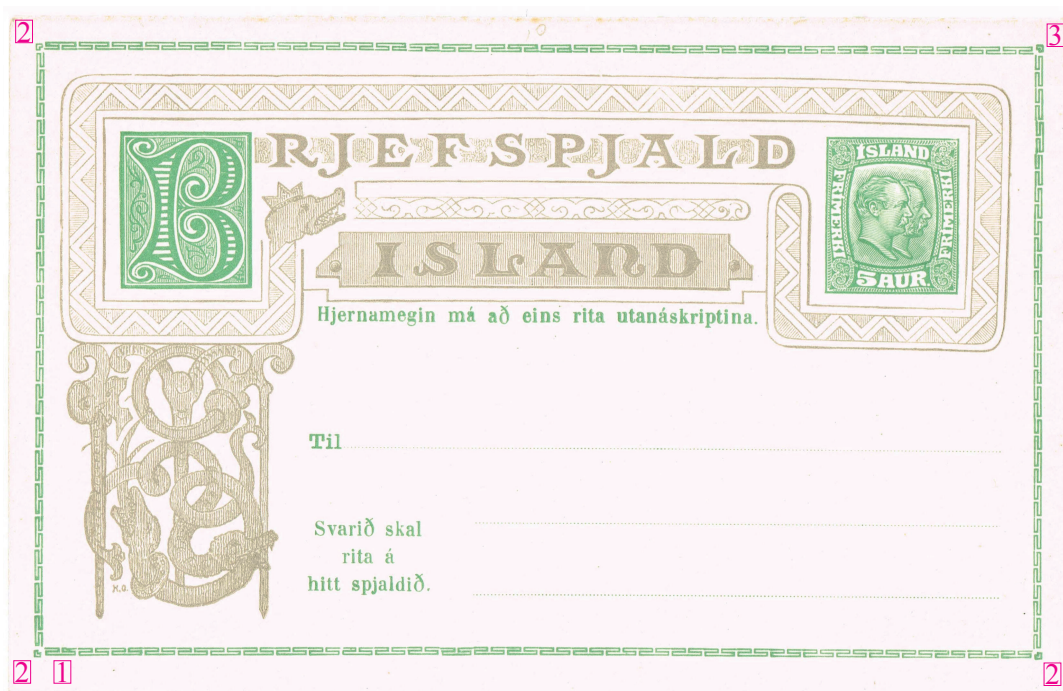 2
3
BRJEFSPJALD
ISLAND
ISLAND
FRIMERKI
FRIMERKI
5 AUR
Hjernamegin má að eins rita utanáskriptina.
Til
Svarið skal
rita á
hitt spjaldið.
K.O.
2
1
2